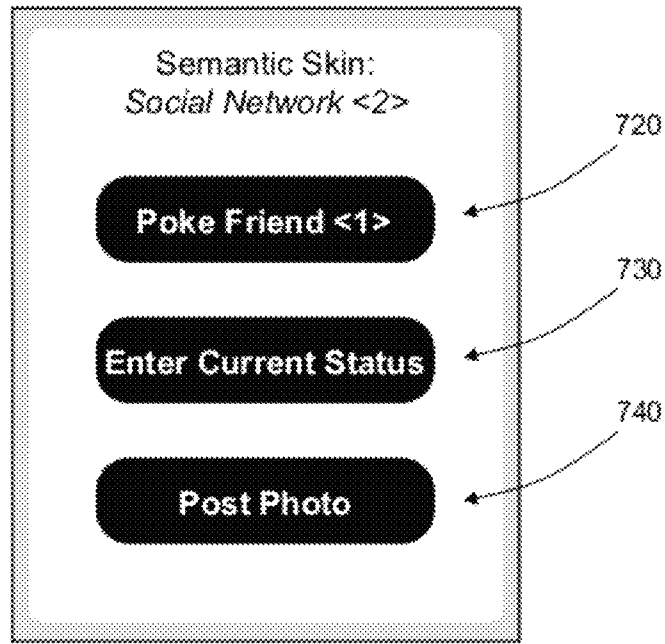 Semantic Skin:
Social Network <2>
720
Poke Friend <1>
730
Enter Current Status
740
Post Photo